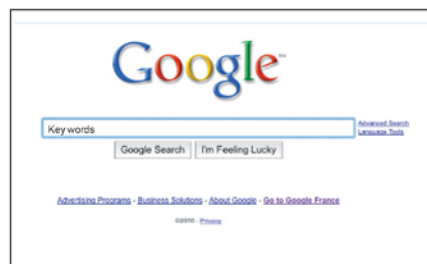 Google™
Key words
Advanced Search
Language Tools
Google Search I'm Feeling Lucky
Advertising Programs - Business Solutions - About Google - Go to Google France
©2010 - Privacy